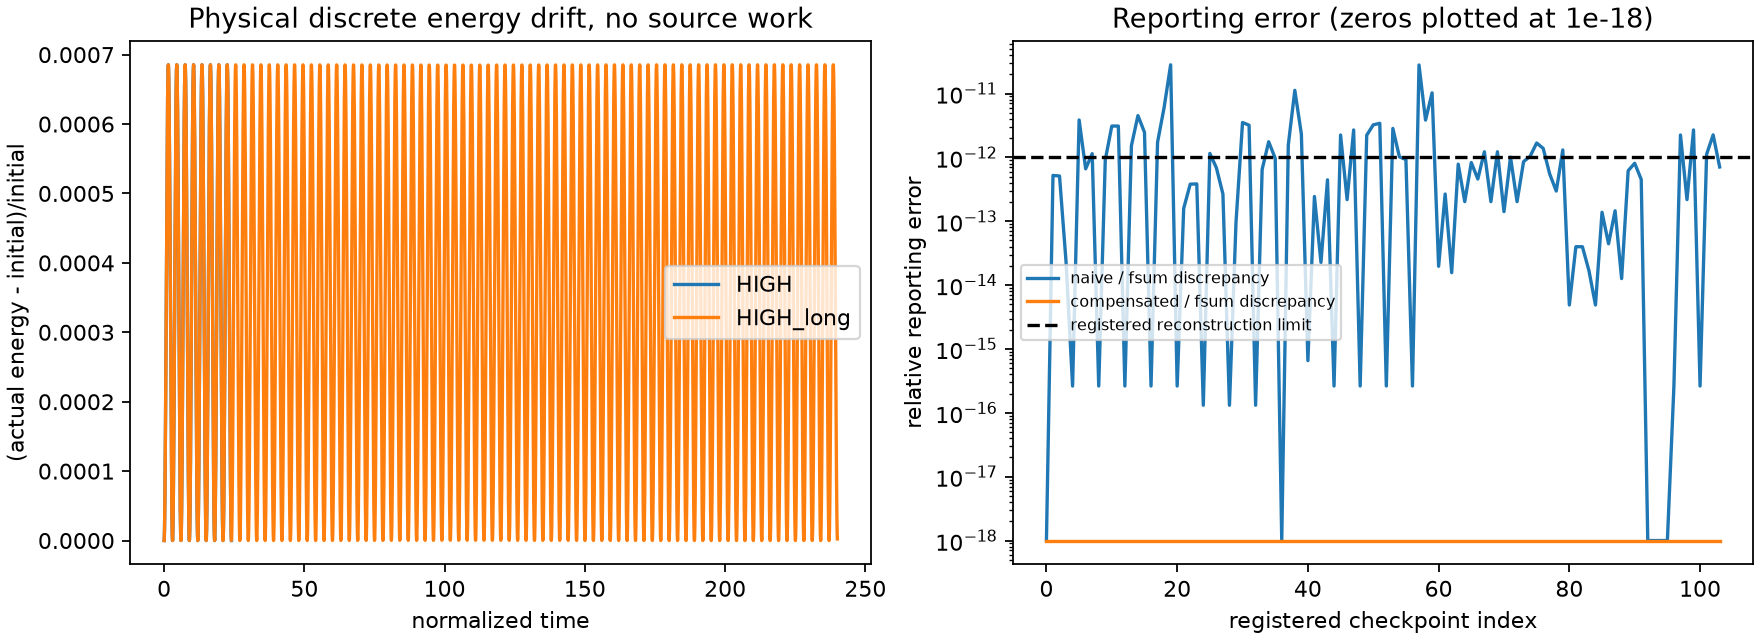 Physical discrete energy drift, no source work
(actual energy - initial)/initial
0.0007
0.0006
0.0005
0.0004
0.0003
0.0002
0.0001
0.0000
HIGH
HIGH_long
0
50
100
150
200
250
normalized time
Reporting error (zeros plotted at 1e-18)
relative reporting error
10⁻¹¹
10⁻¹²
10⁻¹³
10⁻¹⁴
10⁻¹⁵
10⁻¹⁶
10⁻¹⁷
10⁻¹⁸
naive / fsum discrepancy
compensated / fsum discrepancy
registered reconstruction limit
0
20
40
60
80
100
registered checkpoint index